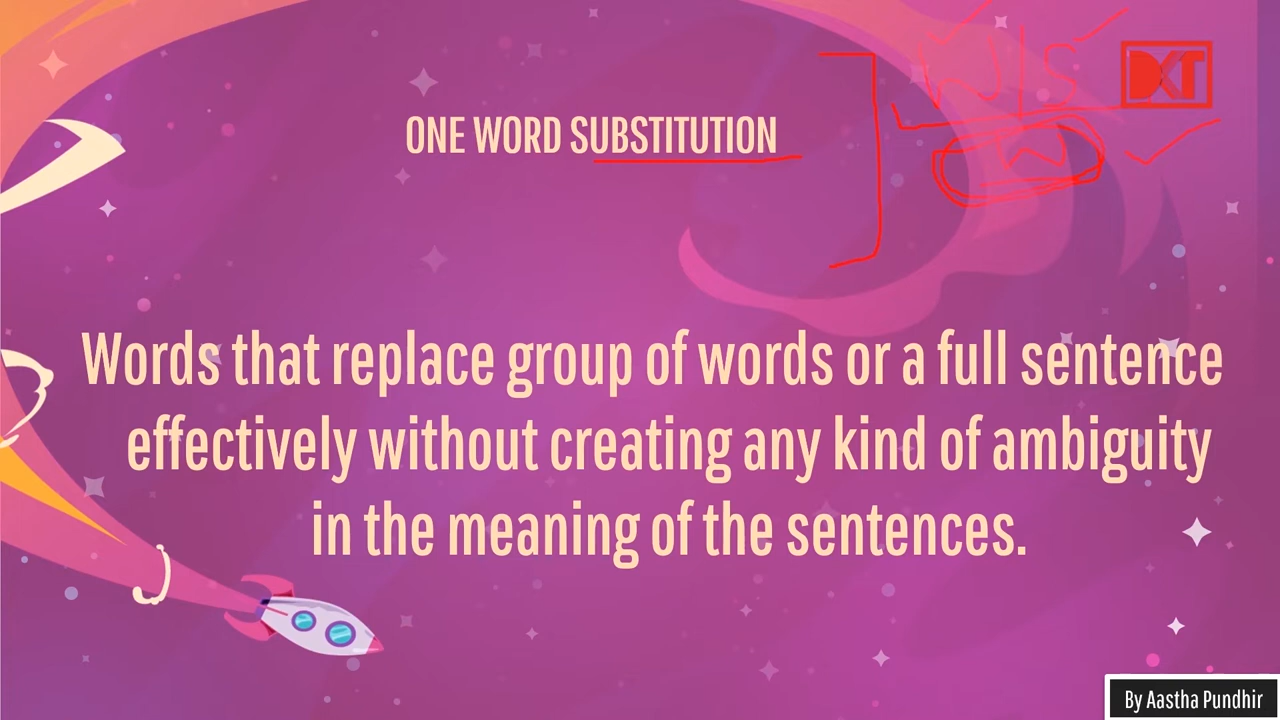 W/S
DKT
ONE WORD SUBSTITUTION
Words that replace group of words or a full sentence
effectively without creating any kind of ambiguity
in the meaning of the sentences.
By Aastha Pundhir